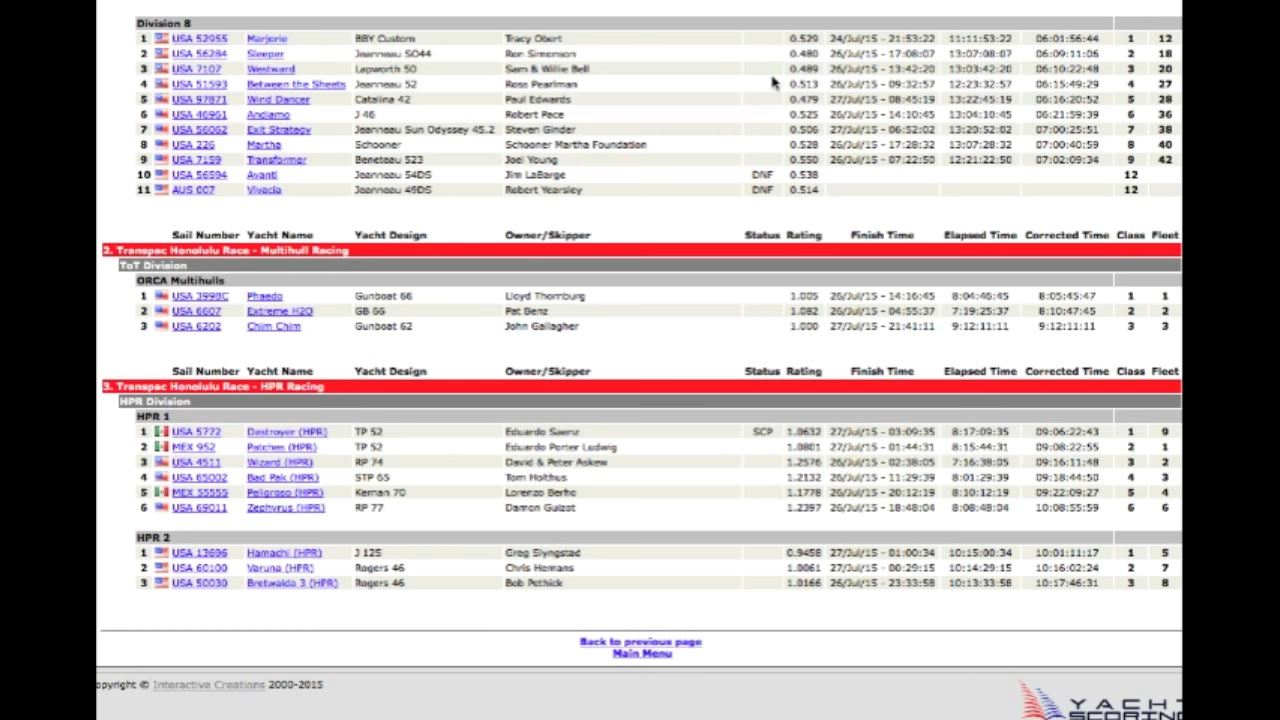 Division 8
1 USA 52955 Marjorie BBY Custom Tracy Obert 0.529 24/Jul/15 - 21:53:22 11:11:53:22 06:01:56:44 1 12
2 USA 56284 Sleeper Jeanneau SO44 Ron Simonson 0.480 26/Jul/15 - 17:08:07 13:07:08:07 06:09:11:06 2 18
3 USA 7107 Westward Lapworth 50 Sam & Willie Bell 0.489 26/Jul/15 - 13:42:20 13:03:42:20 06:10:22:48 3 20
4 USA 51593 Between the Sheets Jeanneau 52 Ross Pearlman 0.513 26/Jul/15 - 09:32:57 12:23:32:57 06:15:49:29 4 27
5 USA 97871 Wind Dancer Catalina 42 Paul Edwards 0.479 27/Jul/15 - 08:45:19 13:22:45:19 06:16:20:52 5 28
6 USA 46961 Andiamo J 46 Robert Pace 0.525 26/Jul/15 - 14:10:45 13:04:10:45 06:21:59:39 6 36
7 USA 56062 Exit Strategy Jeanneau Sun Odyssey 45.2 Steven Ginder 0.506 27/Jul/15 - 06:52:02 13:20:52:02 07:00:25:51 7 38
8 USA 226 Martha Schooner Schooner Martha Foundation 0.528 26/Jul/15 - 17:28:32 13:07:28:32 07:00:40:59 8 40
9 USA 7159 Transformer Beneteau 523 Joel Young 0.550 26/Jul/15 - 07:22:50 12:21:22:50 07:02:09:34 9 42
10 USA 56594 Avanti Jeanneau 54DS Jim LaBarge DNF 0.538 12
11 AUS 007 Vivacia Jeanneau 49DS Robert Yearsley DNF 0.514 12
Sail Number Yacht Name Yacht Design Owner/Skipper Status Rating Finish Time Elapsed Time Corrected Time Class Fleet
2. Transpac Honolulu Race - Multihull Racing
ToT Division
ORCA Multihulls
1 USA 3998C Phaedo Gunboat 66 Lloyd Thornburg 1.005 26/Jul/15 - 14:16:45 8:04:46:45 8:05:45:47 1 1
2 USA 6607 Extreme H2O GB 66 Pat Benz 1.082 26/Jul/15 - 04:55:37 7:19:25:37 8:10:47:45 2 2
3 USA 6202 Chim Chim Gunboat 62 John Gallagher 1.000 27/Jul/15 - 21:41:11 9:12:11:11 9:12:11:11 3 3
Sail Number Yacht Name Yacht Design Owner/Skipper Status Rating Finish Time Elapsed Time Corrected Time Class Fleet
3. Transpac Honolulu Race - HPR Racing
HPR Division
HPR 1
1 USA 5772 Destroyer (HPR) TP 52 Eduardo Saenz SCP 1.0632 27/Jul/15 - 03:09:35 8:17:09:35 09:06:22:43 1 9
2 MEX 952 Patches (HPR) TP 52 Eduardo Porter Ludwig 1.0801 27/Jul/15 - 01:44:31 8:15:44:31 09:08:22:55 2 1
3 USA 4511 Wizard (HPR) RP 74 David & Peter Askew 1.2576 26/Jul/15 - 02:38:05 7:16:38:05 09:16:11:48 3 2
4 USA 65002 Bad Pak (HPR) STP 65 Tom Holthus 1.2132 26/Jul/15 - 11:29:39 8:01:29:39 09:18:44:50 4 3
5 MEX 55555 Peligroso (HPR) Kernan 70 Lorenzo Berho 1.1778 26/Jul/15 - 20:12:19 8:10:12:19 09:22:09:27 5 4
6 USA 69011 Zephyrus (HPR) RP 77 Damon Guizot 1.2397 26/Jul/15 - 18:48:04 8:08:48:04 10:08:55:59 6 6
HPR 2
1 USA 13696 Hamachi (HPR) J 125 Greg Slyngstad 0.9458 27/Jul/15 - 01:00:34 10:15:00:34 10:01:11:17 1 5
2 USA 60100 Varuna (HPR) Rogers 46 Chris Hemans 1.0061 27/Jul/15 - 00:29:15 10:14:29:15 10:16:02:24 2 7
3 USA 50030 Bretwalda 3 (HPR) Rogers 46 Bob Pethick 1.0166 26/Jul/15 - 23:33:58 10:13:33:58 10:17:46:31 3 8
Back to previous page
Main Menu
opyright © Interactive Creations 2000-2015
YACHT
SCORING